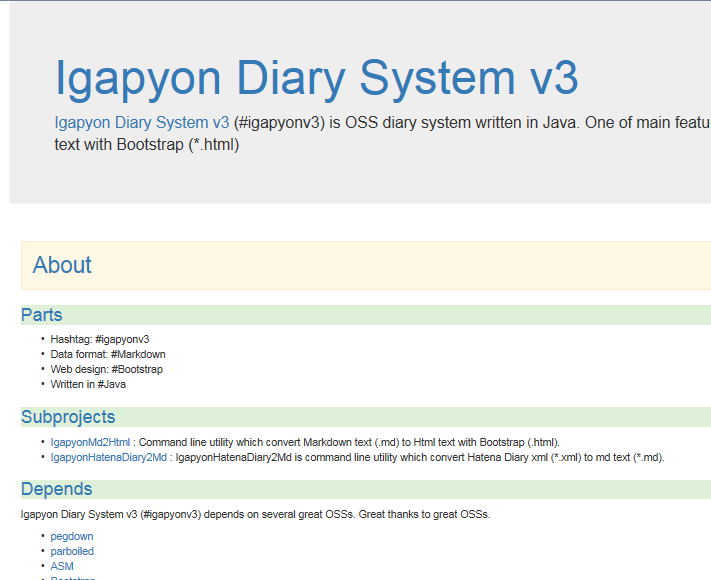 Igapyon Diary System v3
Igapyon Diary System v3 (#igapyonv3) is OSS diary system written in Java. One of main featu
text with Bootstrap (*.html)
About
Parts
• Hashtag: #igapyonv3
• Data format: #Markdown
• Web design: #Bootstrap
• Written in #Java
Subprojects
• IgapyonMd2Html : Command line utility which convert Markdown text (.md) to Html text with Bootstrap (.html).
• IgapyonHatenaDiary2Md : IgapyonHatenaDiary2Md is command line utility which convert Hatena Diary xml (*.xml) to md text (*.md).
Depends
Igapyon Diary System v3 (#igapyonv3) depends on several great OSSs. Great thanks to great OSSs.
• pegdown
• parboiled
• ASM